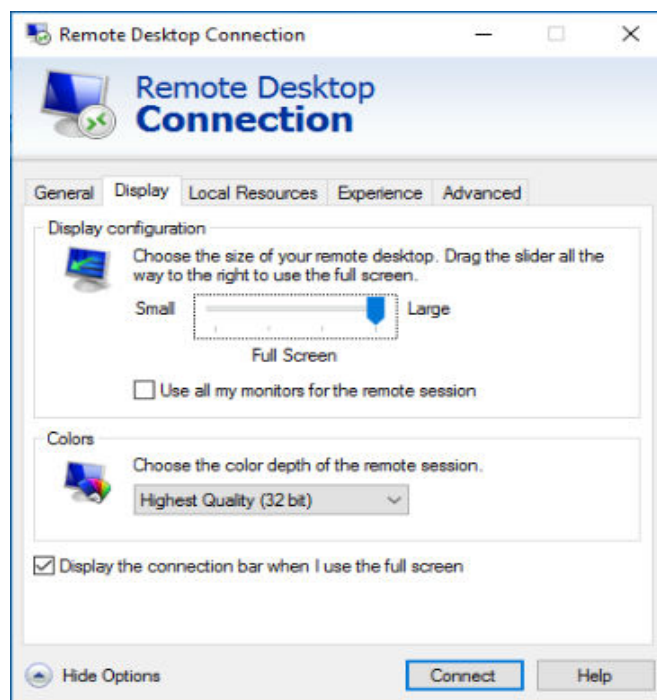 Remote Desktop Connection
Remote Desktop
Connection
General Display Local Resources Experience Advanced
Display configuration
Choose the size of your remote desktop. Drag the slider all the
way to the right to use the full screen.
Small Large
Full Screen
Use all my monitors for the remote session
Colors
Choose the color depth of the remote session.
Highest Quality (32 bit)
Display the connection bar when I use the full screen
Hide Options Connect Help